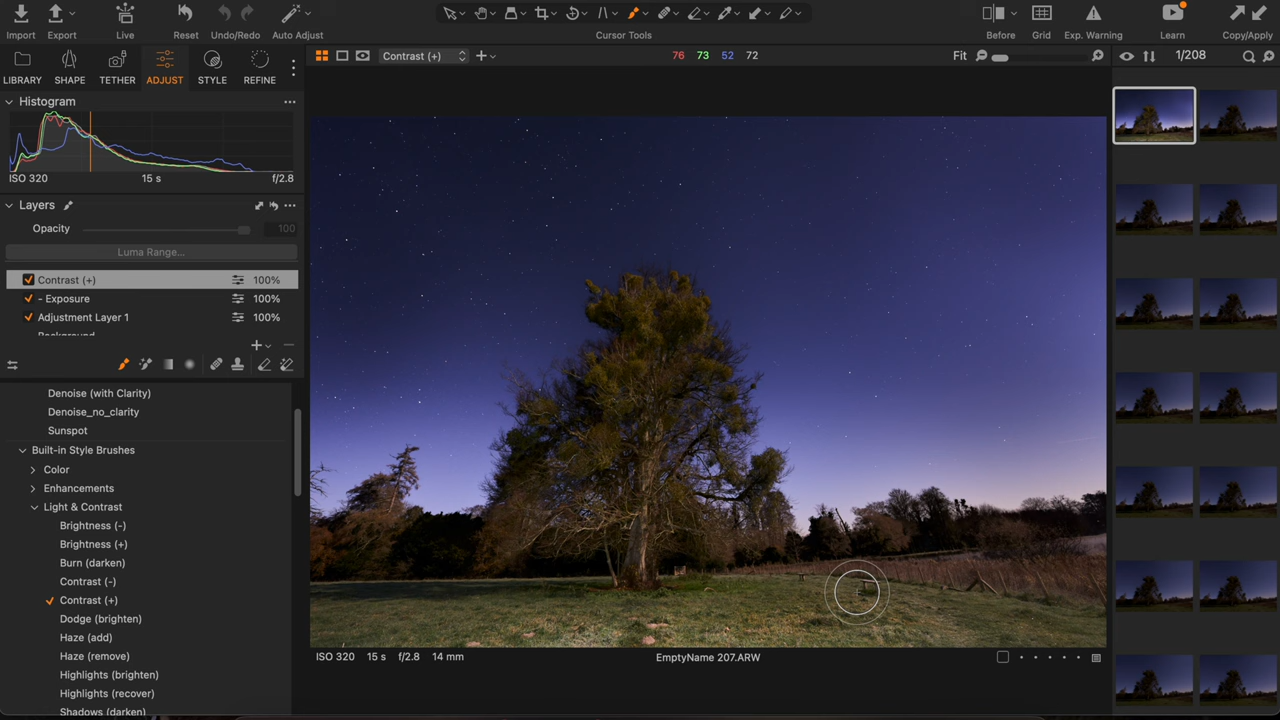 Import Export Live Reset Undo/Redo Auto Adjust Cursor Tools Before Grid Exp. Warning Learn Copy/Apply
LIBRARY SHAPE TETHER ADJUST STYLE REFINE
Contrast (+) 76 73 52 72 Fit 1/208
Histogram
ISO 320 15 s f/2.8
Layers
Opacity 100
Luma Range...
Contrast (+) 100%
- Exposure 100%
Adjustment Layer 1 100%
Background
Denoise (with Clarity)
Denoise_no_clarity
Sunspot
Built-in Style Brushes
Color
Enhancements
Light & Contrast
Brightness (-)
Brightness (+)
Burn (darken)
Contrast (-)
Contrast (+)
Dodge (brighten)
Haze (add)
Haze (remove)
Highlights (brighten)
Highlights (recover)
Shadows (darken)
ISO 320 15 s f/2.8 14 mm EmptyName 207.ARW